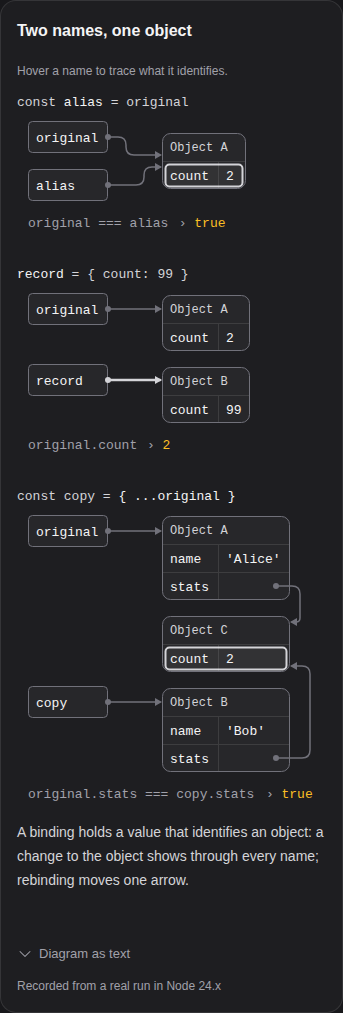 Two names, one object
Hover a name to trace what it identifies.
const alias = original
original
Object A
count 2
alias
original === alias › true
record = { count: 99 }
original
Object A
count 2
record
Object B
count 99
original.count › 2
const copy = { ...original }
original
Object A
name 'Alice'
stats
Object C
count 2
copy
Object B
name 'Bob'
stats
original.stats === copy.stats › true
A binding holds a value that identifies an object: a
change to the object shows through every name;
rebinding moves one arrow.
Diagram as text
Recorded from a real run in Node 24.x